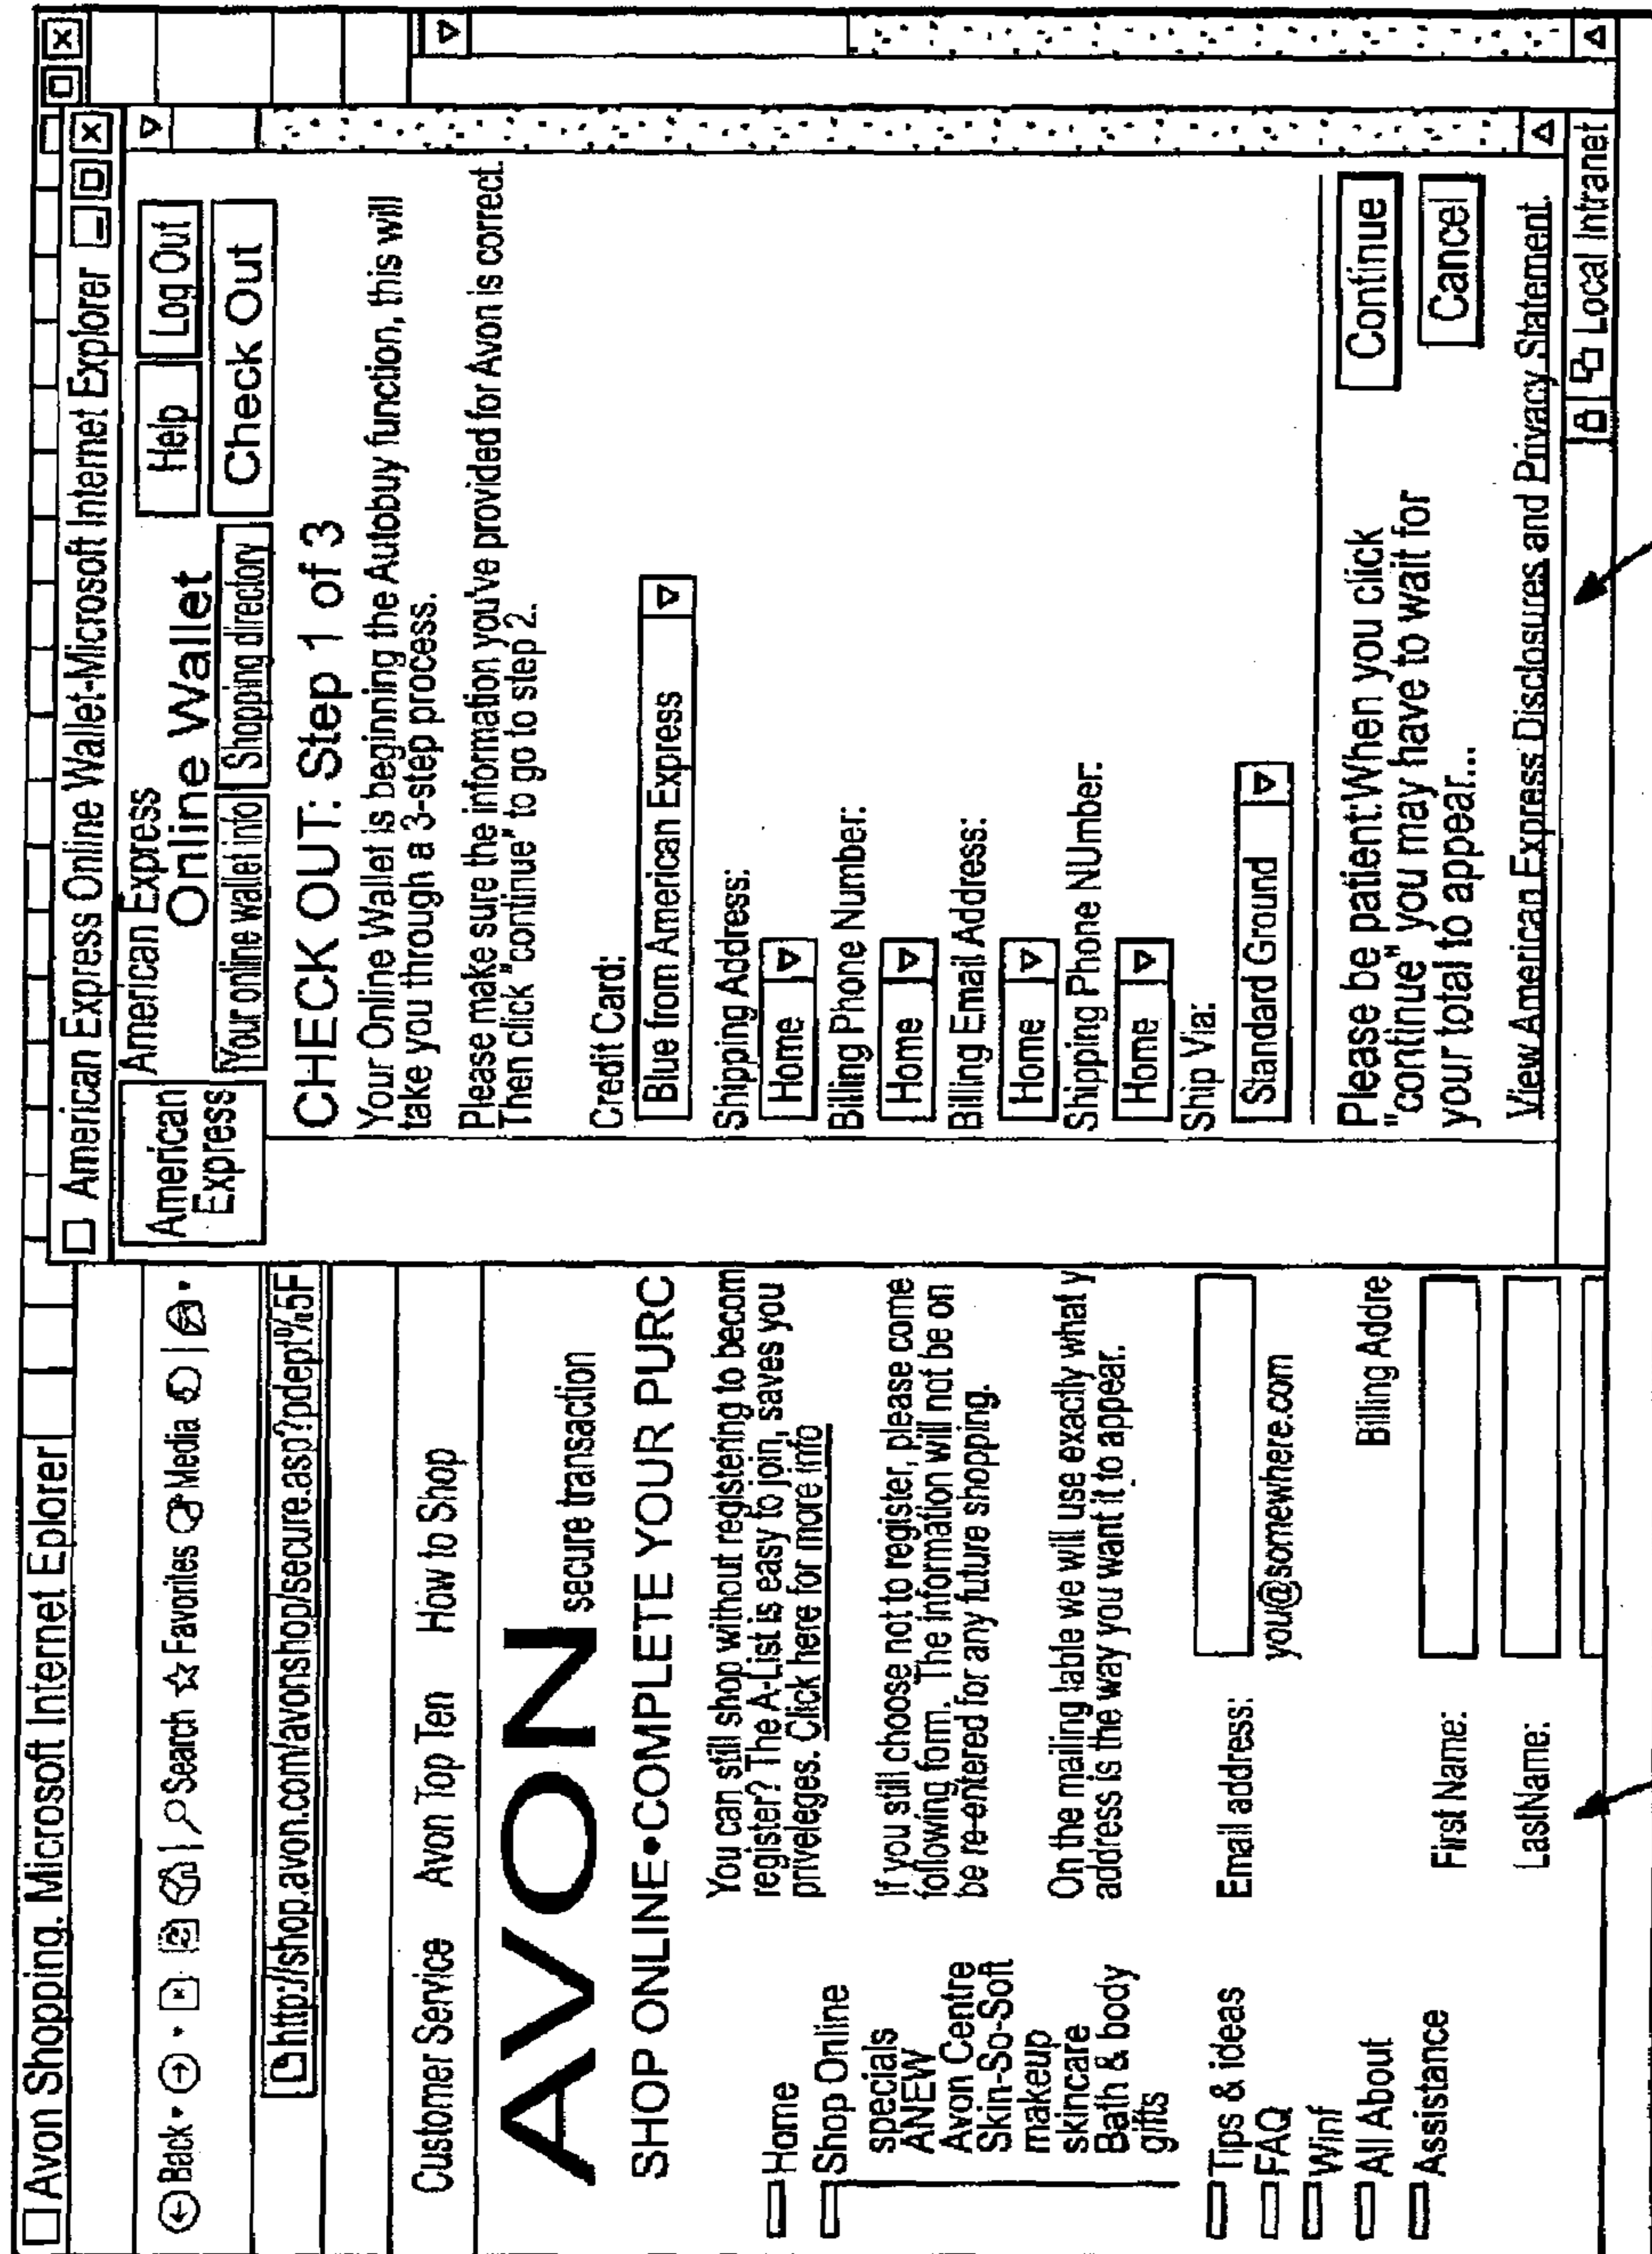 Avon Shopping. Microsoft Internet Eplorer
Back
Search
Favorites
Media
http://shop.avon.com/avonshop/secure.asp?pdept%5F
Customer Service
Avon Top Ten
How to Shop
AVON
secure transaction
SHOP ONLINE•COMPLETE YOUR PURC
Home
Shop Online
specials
ANEW
Avon Centre
Skin-So-Soft
makeup
skincare
Bath & body
gifts
Tips & ideas
FAQ
Winf
All About
Assistance
You can still shop without registering to becom
register? The A-List is easy to join, saves you
priveleges. Click here for more info
If you still choose not to register, please come
following form. The information will not be on
be re-entered for any future shopping.
On the mailing lable we will use exactly what y
address is the way you want it to appear.
Email address:
you@somewhere.com
Billing Addre
First Name:
LastName:
American Express Online Wallet-Microsoft Internet Explorer
American
Express
American Express
Online Wallet
Help
Log Out
Your online wallet info
Shopping directory
Check Out
CHECK OUT: Step 1 of 3
Your Online Wallet is beginning the Autobuy function, this will
take you through a 3-step process.
Please make sure the information you've provided for Avon is correct.
Then click "continue" to go to step 2.
Credit Card:
Blue from American Express
Shipping Address:
Home
Billing Phone Number:
Home
Billing Email Address:
Home
Shipping Phone NUmber:
Home
Ship Via:
Standard Ground
Please be patient:When you click
"continue" you may have to wait for
your total to appear...
Continue
Cancel
View American Express Disclosures and Privacy Statement.
Local Intranet